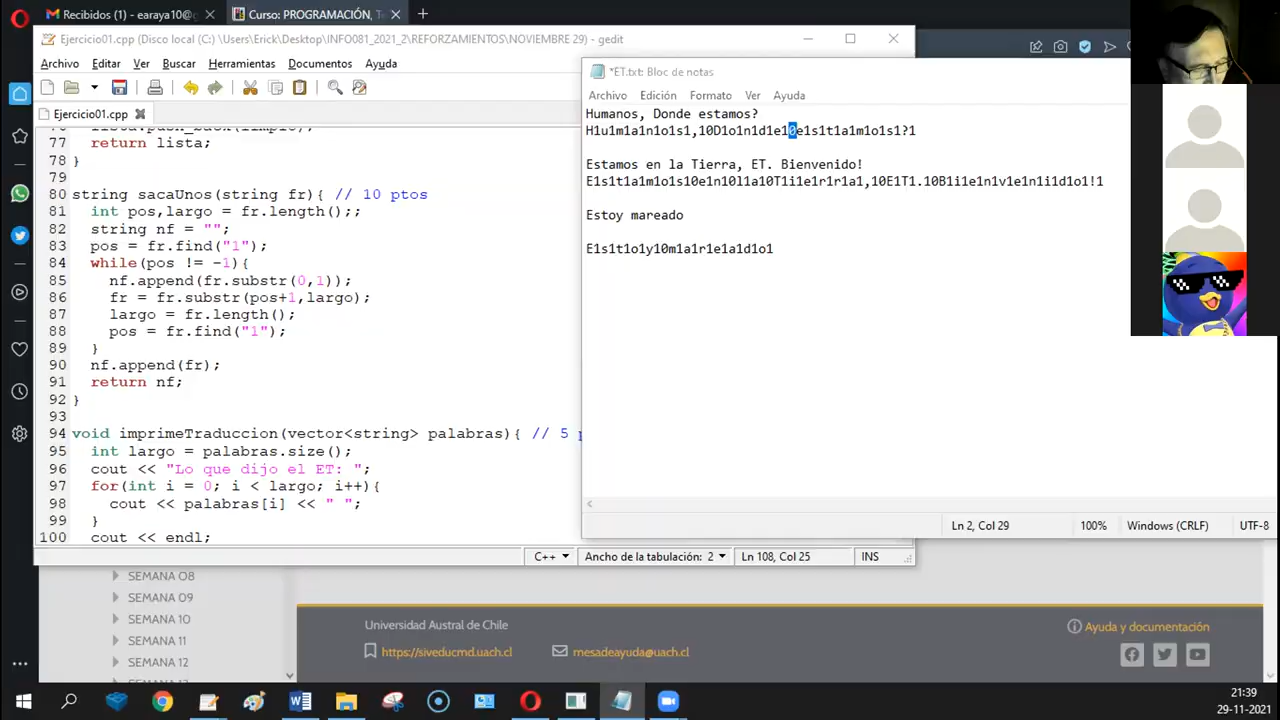 Recibidos (1) - earaya10@g
Curso: PROGRAMACIÓN, T
Ejercicio01.cpp (Disco local (C:) \Users\Erick\Desktop\INFO081_2021_2\REFORZAMIENTOS\NOVIEMBRE 29) - gedit
Archivo Editar Ver Buscar Herramientas Documentos Ayuda
Ejercicio01.cpp
77 return lista;
78 }
79
80 string sacaUnos(string fr){ // 10 ptos
81 int pos,largo = fr.length();;
82 string nf = "";
83 pos = fr.find("1");
84 while(pos != -1){
85 nf.append(fr.substr(0,1));
86 fr = fr.substr(pos+1,largo);
87 largo = fr.length();
88 pos = fr.find("1");
89 }
90 nf.append(fr);
91 return nf;
92 }
93
94 void imprimeTraduccion(vector<string> palabras){ // 5 p
95 int largo = palabras.size();
96 cout << "Lo que dijo el ET: ";
97 for(int i = 0; i < largo; i++){
98 cout << palabras[i] << " ";
99 }
100 cout << endl;
C++ Ancho de la tabulación: 2 Ln 108, Col 25 INS
*ET.txt: Bloc de notas
Archivo Edición Formato Ver Ayuda
Humanos, Donde estamos?
H1u1m1a1n1o1s1,10D1o1n1d1e10e1s1t1a1m1o1s1?1
Estamos en la Tierra, ET. Bienvenido!
E1s1t1a1m1o1s10e1n10l1a10T1i1e1r1r1a1,10E1T1.10B1i1e1n1v1e1n1i1d1o1!1
Estoy mareado
E1s1t1o1y10m1a1r1e1a1d1o1
Ln 2, Col 29 100% Windows (CRLF) UTF-8
SEMANA 08
SEMANA 09
SEMANA 10
SEMANA 11
SEMANA 12
Universidad Austral de Chile
https://siveducmd.uach.cl
mesadeayuda@uach.cl
Ayuda y documentación
21:39
29-11-2021